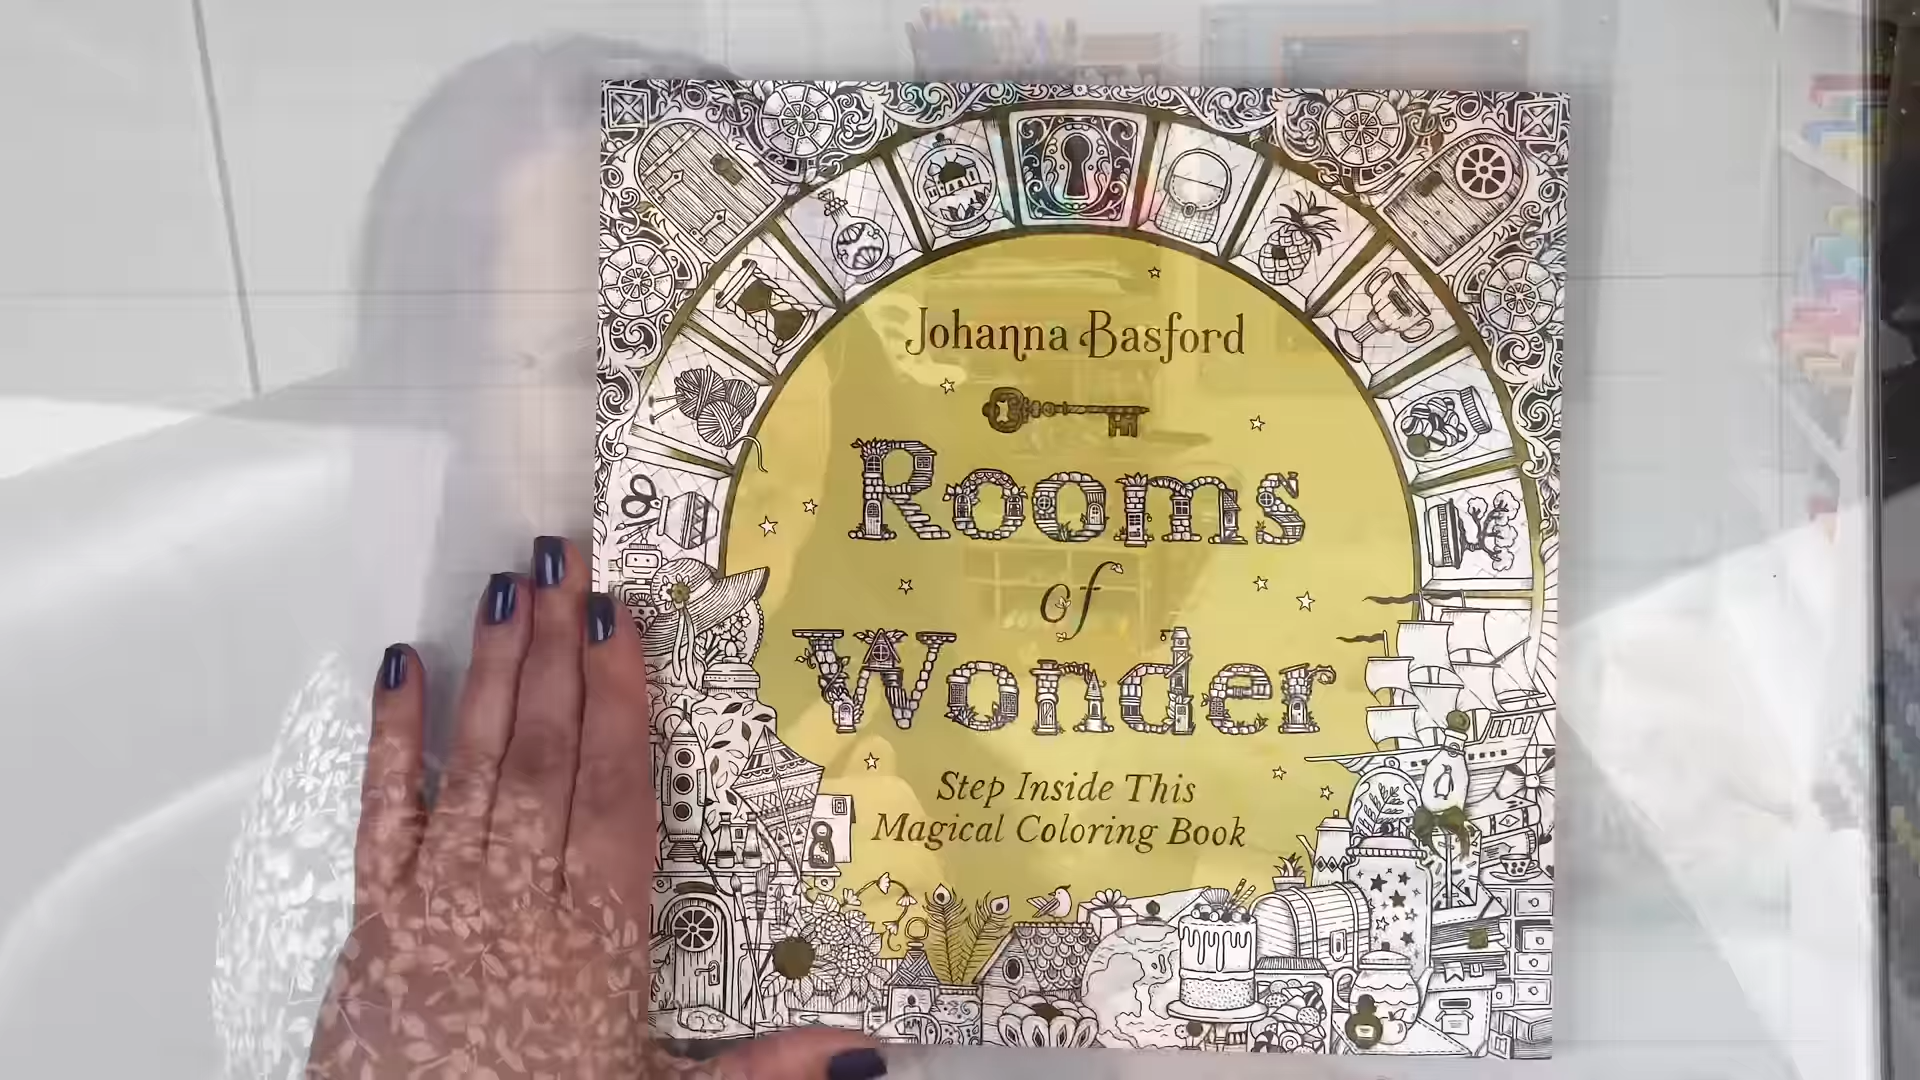 Johanna Basford
Rooms
of
Wonder
Step Inside This
Magical Coloring Book